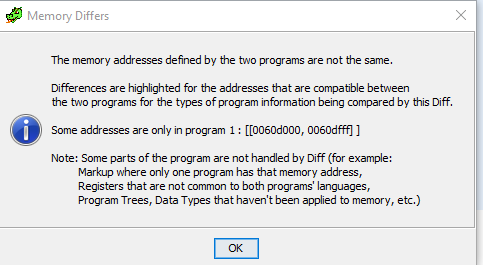 Memory Differs
The memory addresses defined by the two programs are not the same.
Differences are highlighted for the addresses that are compatible between
the two programs for the types of program information being compared by this Diff.
Some addresses are only in program 1 : [[0060d000, 0060dfff] ]
Note: Some parts of the program are not handled by Diff (for example:
Markup where only one program has that memory address,
Registers that are not common to both programs' languages,
Program Trees, Data Types that haven't been applied to memory, etc.)
OK